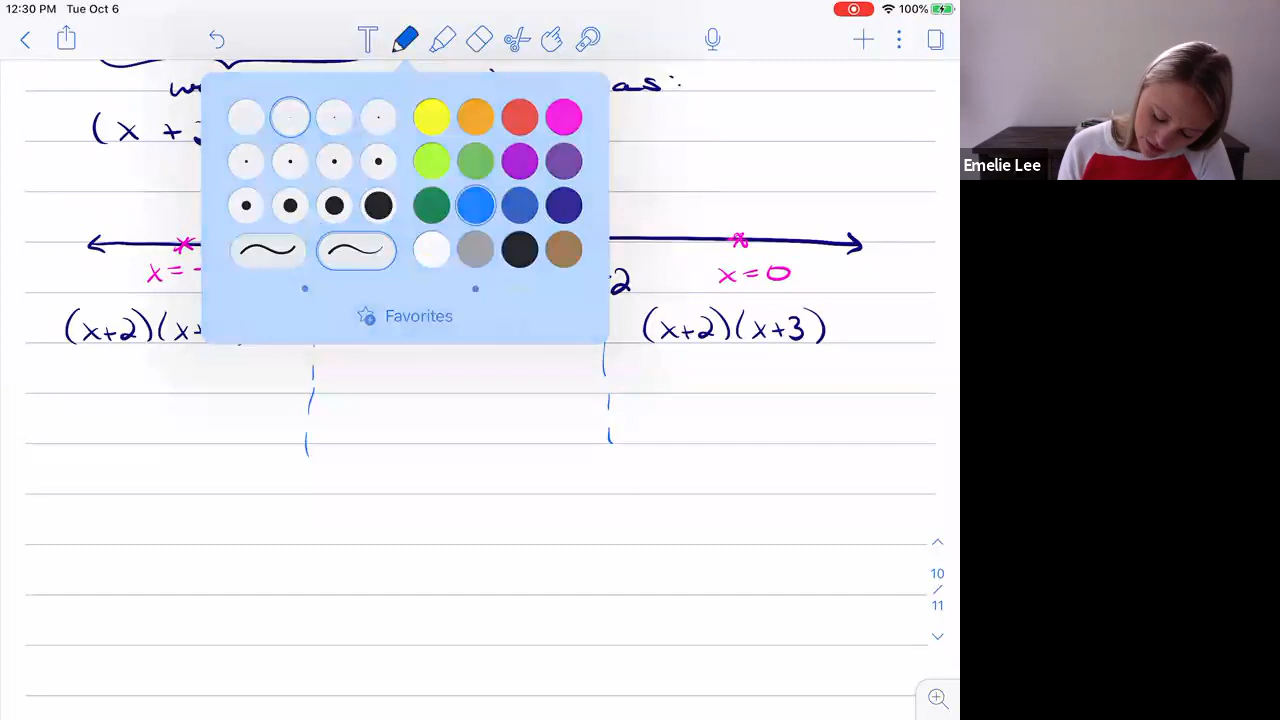 12:30 PM Tue Oct 6
100%
T
as:
(x +
x = -
-2
x = 0
(x+2)(x+
(x+2)(x+3)
Favorites
10
/
11
Emelie Lee